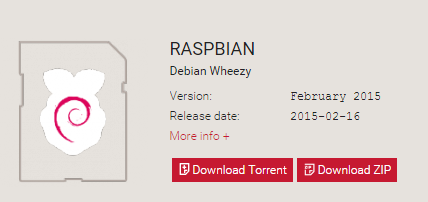 RASPBIAN
Debian Wheezy
Version: February 2015
Release date: 2015-02-16
More info +
Download Torrent Download ZIP